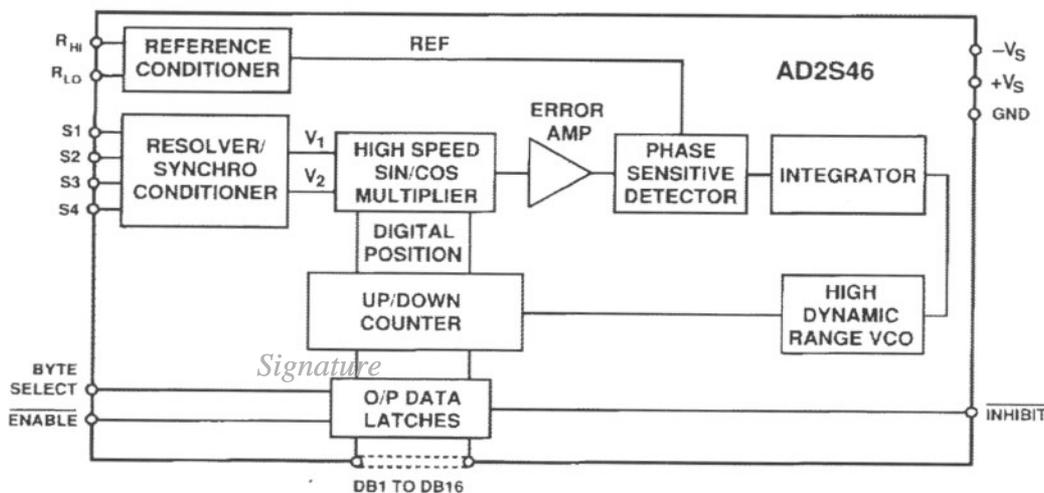 R HI
REFERENCE
CONDITIONER
REF
AD2S46
–VS
R LO
+VS
GND
S1
S2
S3
S4
RESOLVER/
SYNCHRO
CONDITIONER
V1
V2
HIGH SPEED
SIN/COS
MULTIPLIER
ERROR
AMP
PHASE
SENSITIVE
DETECTOR
INTEGRATOR
DIGITAL
POSITION
UP/DOWN
COUNTER
HIGH
DYNAMIC
RANGE VCO
Signature
BYTE
SELECT
ENABLE
O/P DATA
LATCHES
INHIBIT
DB1 TO DB16